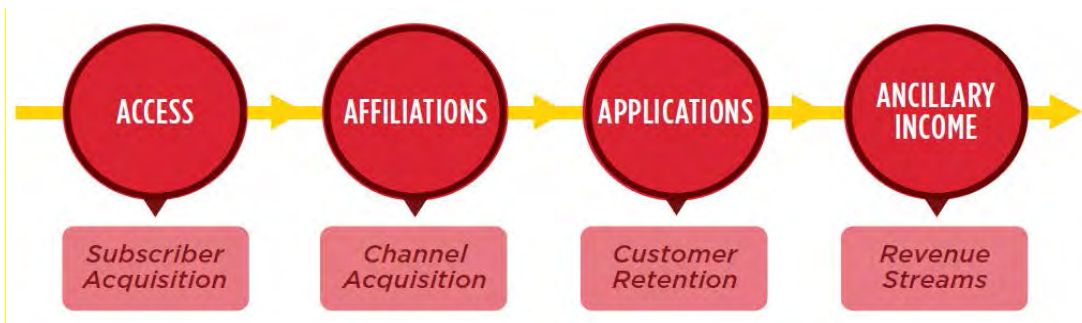 ACCESS
AFFILIATIONS
APPLICATIONS
ANCILLARY
INCOME
Subscriber
Acquisition
Channel
Acquisition
Customer
Retention
Revenue
Streams